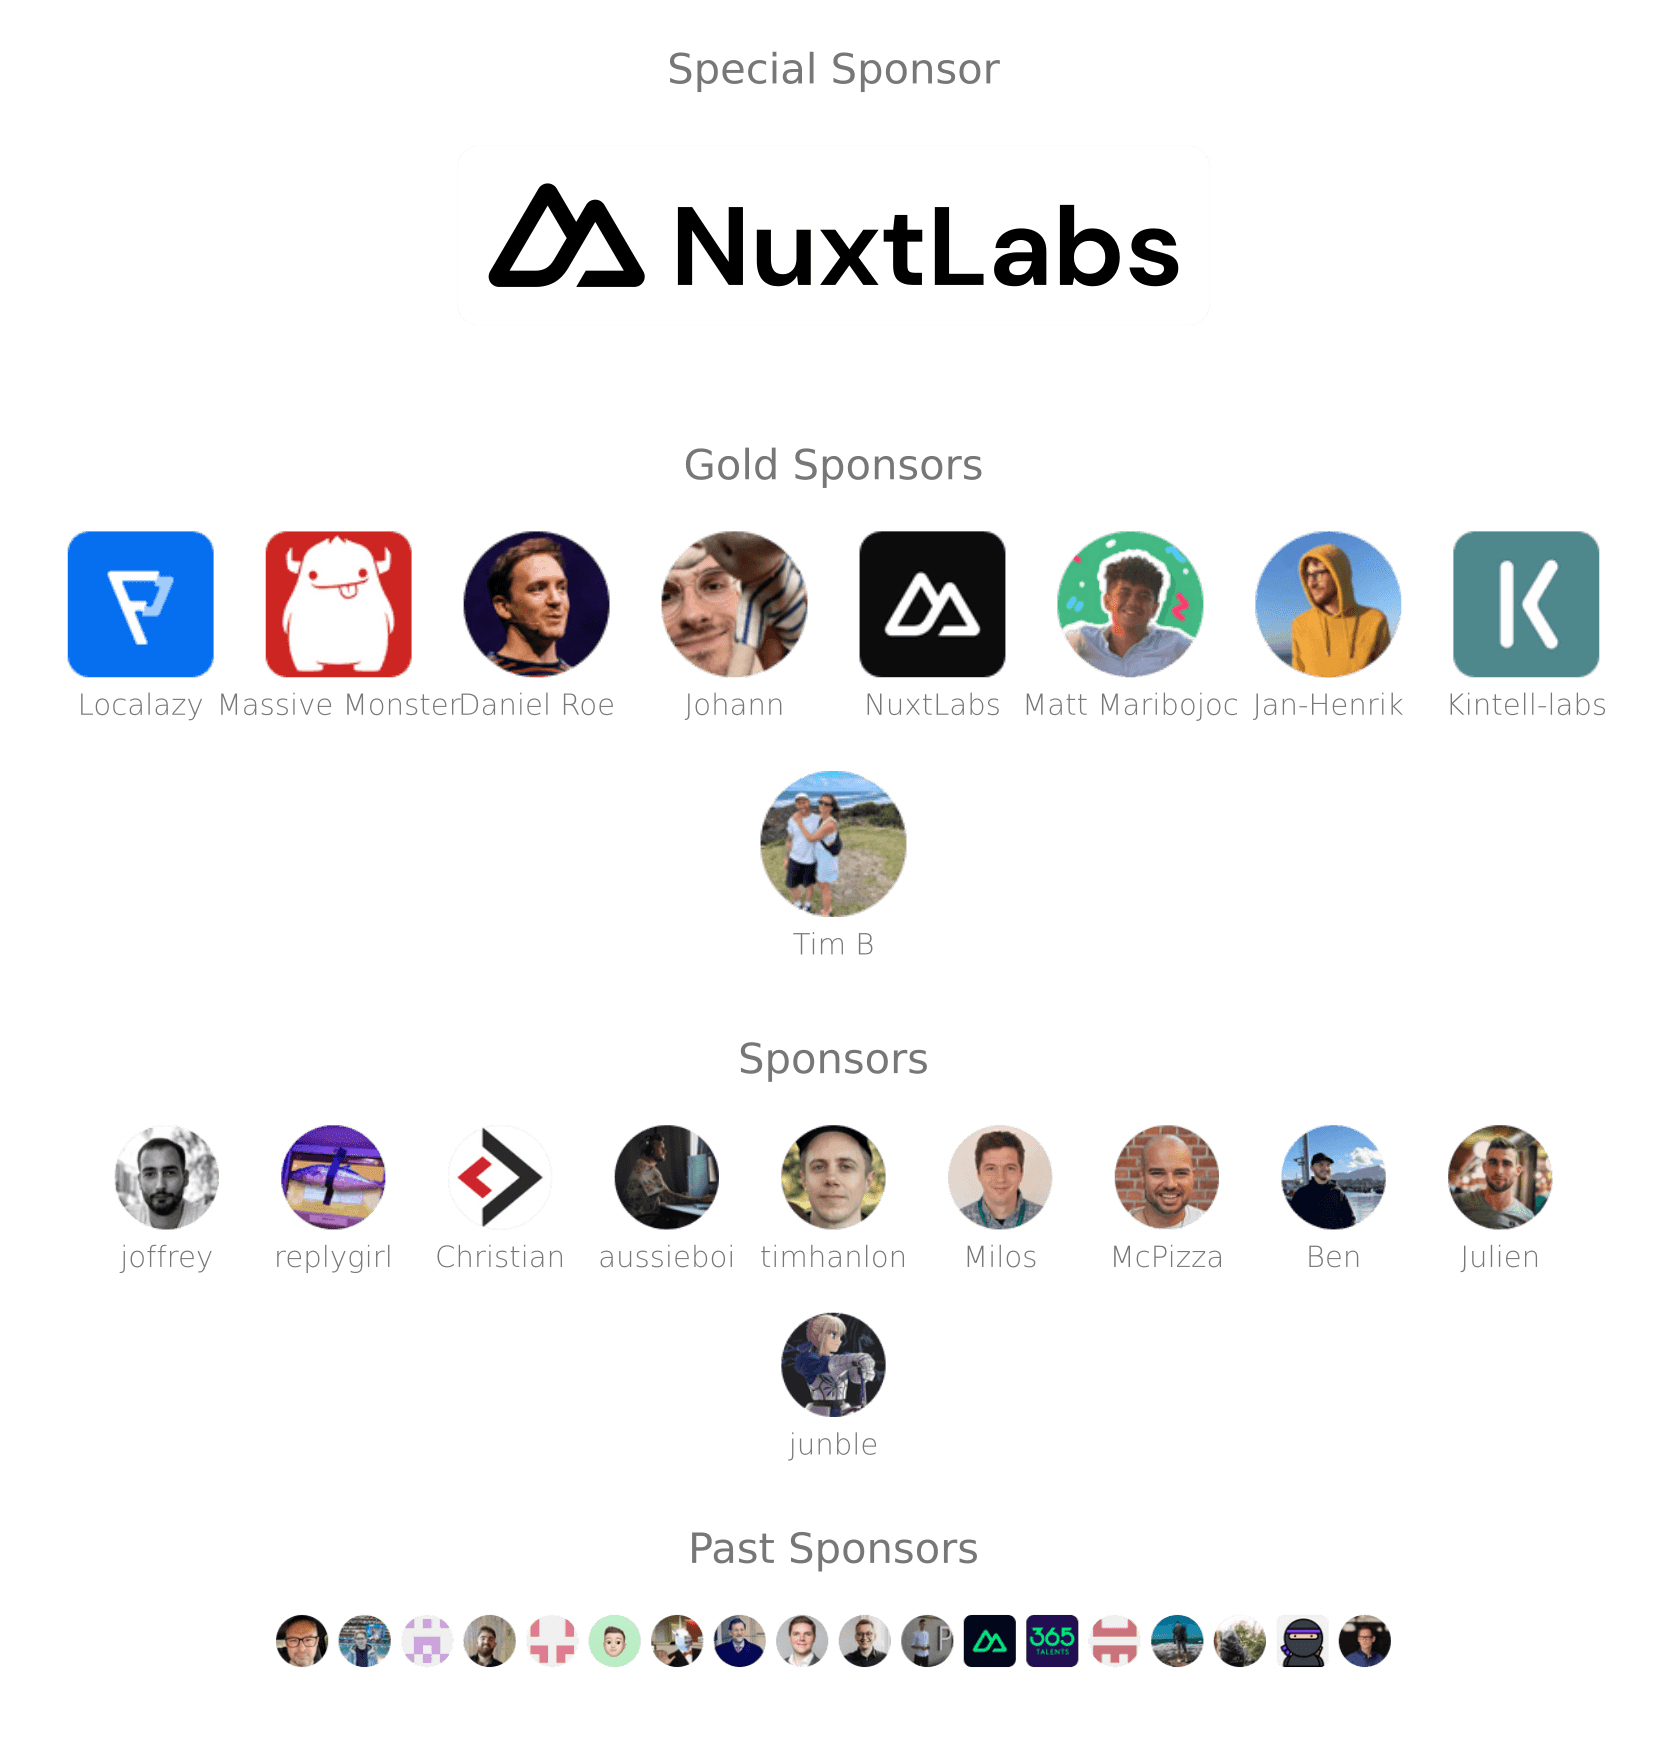 Special Sponsor
NuxtLabs
Gold Sponsors
Localazy Massive Monster Daniel Roe Johann NuxtLabs Matt Maribojoc Jan-Henrik Kintell-labs
Tim B
Sponsors
joffrey replygirl Christian aussieboi timhanlon Milos McPizza Ben Julien
junble
Past Sponsors
P 365
TALENTS